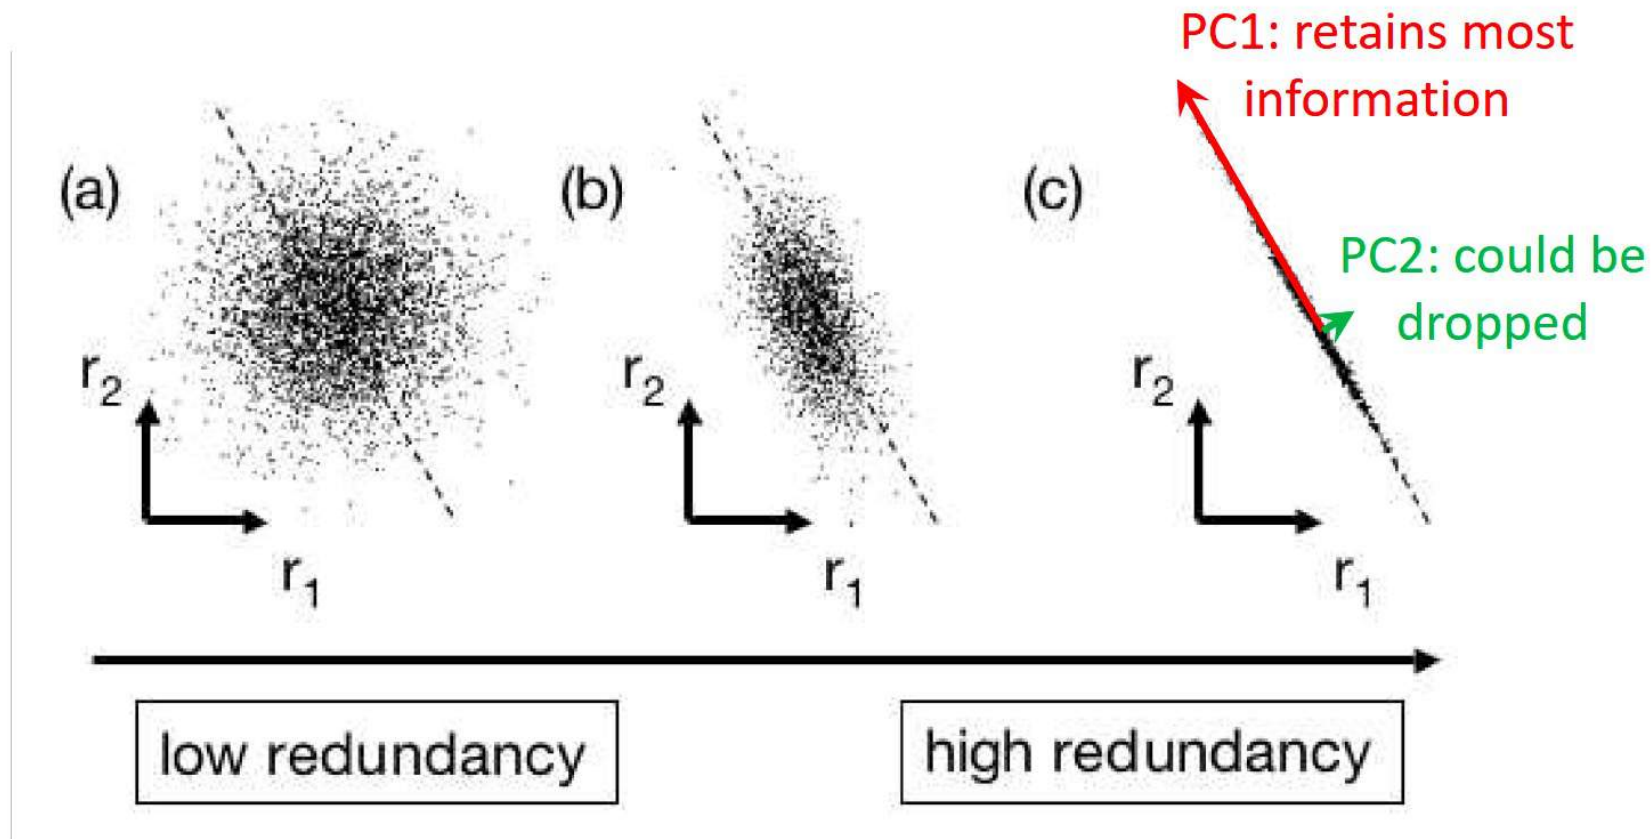 PC1: retains most
information
(a)
(b)
(c)
PC2: could be
dropped
r2
r2
r2
r1
r1
r1
low redundancy
high redundancy